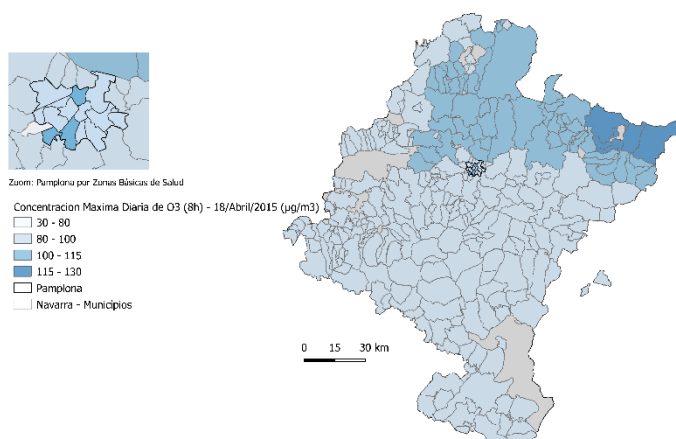 Zoom: Pamplona por Zonas Básicas de Salud
Concentracion Maxima Diaria de O3 (8h) - 18/Abril/2015 (µg/m3)
30 - 80
80 - 100
100 - 115
115 - 130
Pamplona
Navarra - Municipios
0 15 30 km